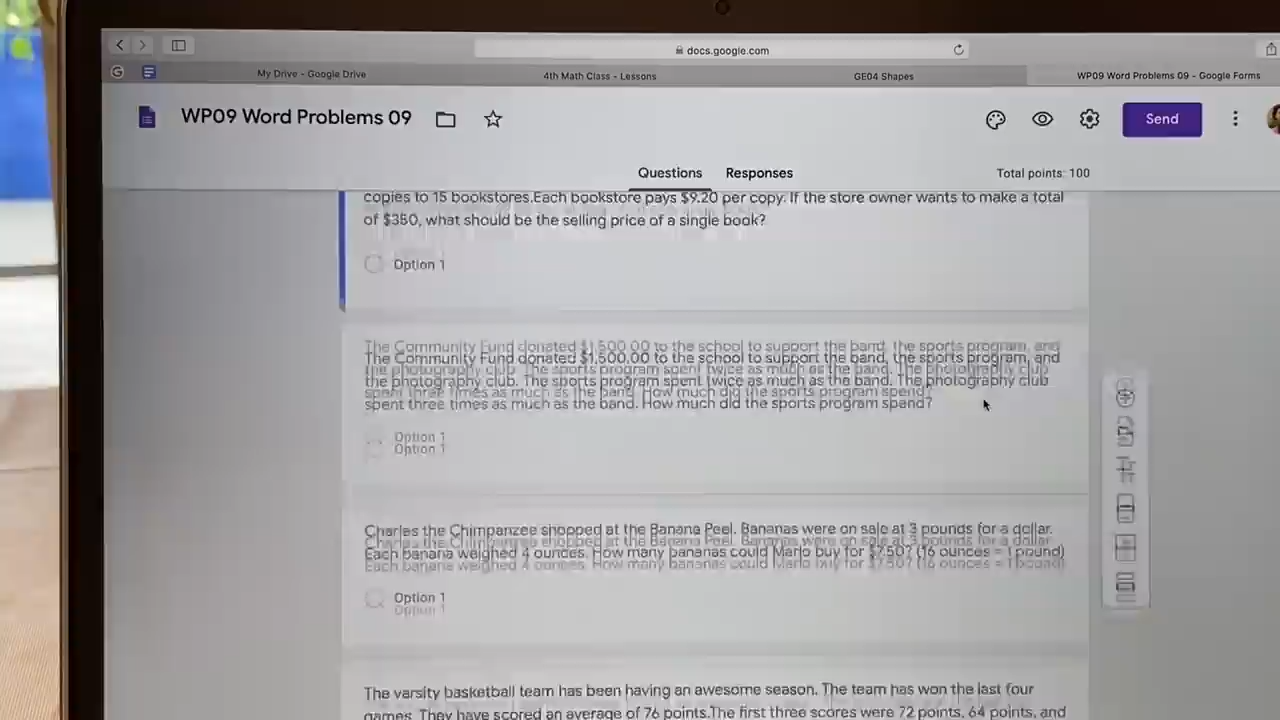 docs.google.com
My Drive - Google Drive
4th Math Class - Lessons
GE04 Shapes
WP09 Word Problems 09 - Google Forms
WP09 Word Problems 09
Send
Questions
Responses
Total points: 100
copies to 15 bookstores.Each bookstore pays $9.20 per copy. If the store owner wants to make a total
of $350, what should be the selling price of a single book?
Option 1
The Community Fund donated $1,500.00 to the school to support the band, the sports program, and
the photography club. The sports program spent twice as much as the band. The photography club
spent three times as much as the band. How much did the sports program spend?
Option 1
Charles the Chimpanzee shopped at the Banana Peel. Bananas were on sale at 3 pounds for a dollar.
Each banana weighed 4 ounces. How many bananas could Marlo buy for $7.50? (16 ounces = 1 pound)
Option 1
The varsity basketball team has been having an awesome season. The team has won the last four
games. They have scored an average of 76 points.The first three scores were 72 points, 64 points, and